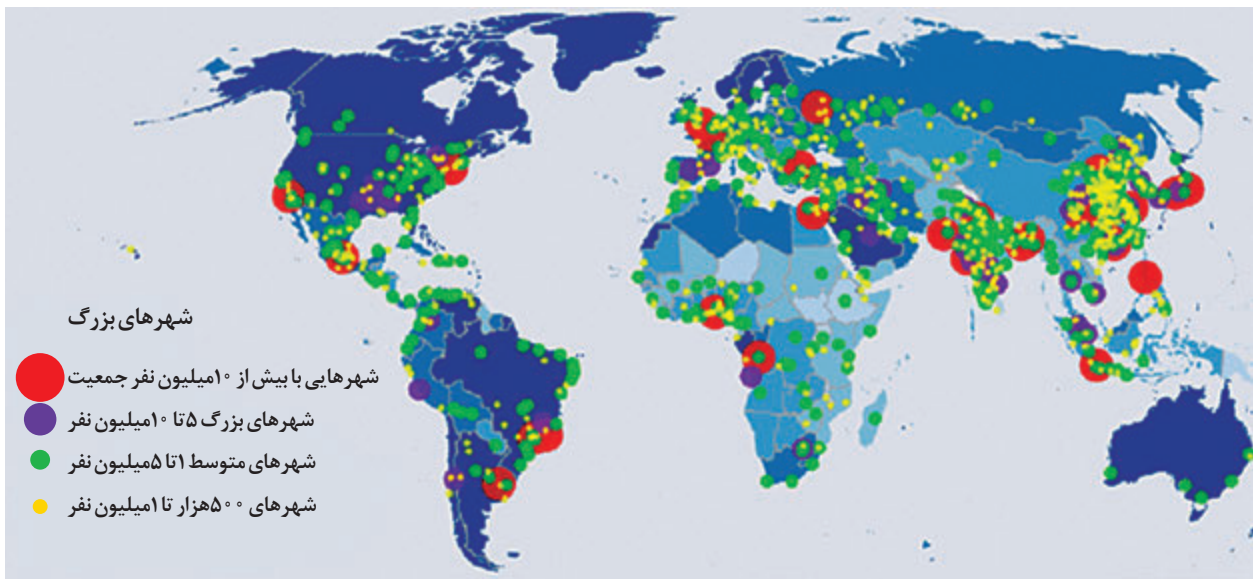 شهرهای بزرگ
شهرهایی با بیش از ۱۰میلیون نفر جمعیت
شهرهای بزرگ ۵تا ۱۰میلیون نفر
شهرهای متوسط ۱تا ۵میلیون نفر
شهرهای ۵۰۰هزار تا ۱میلیون نفر